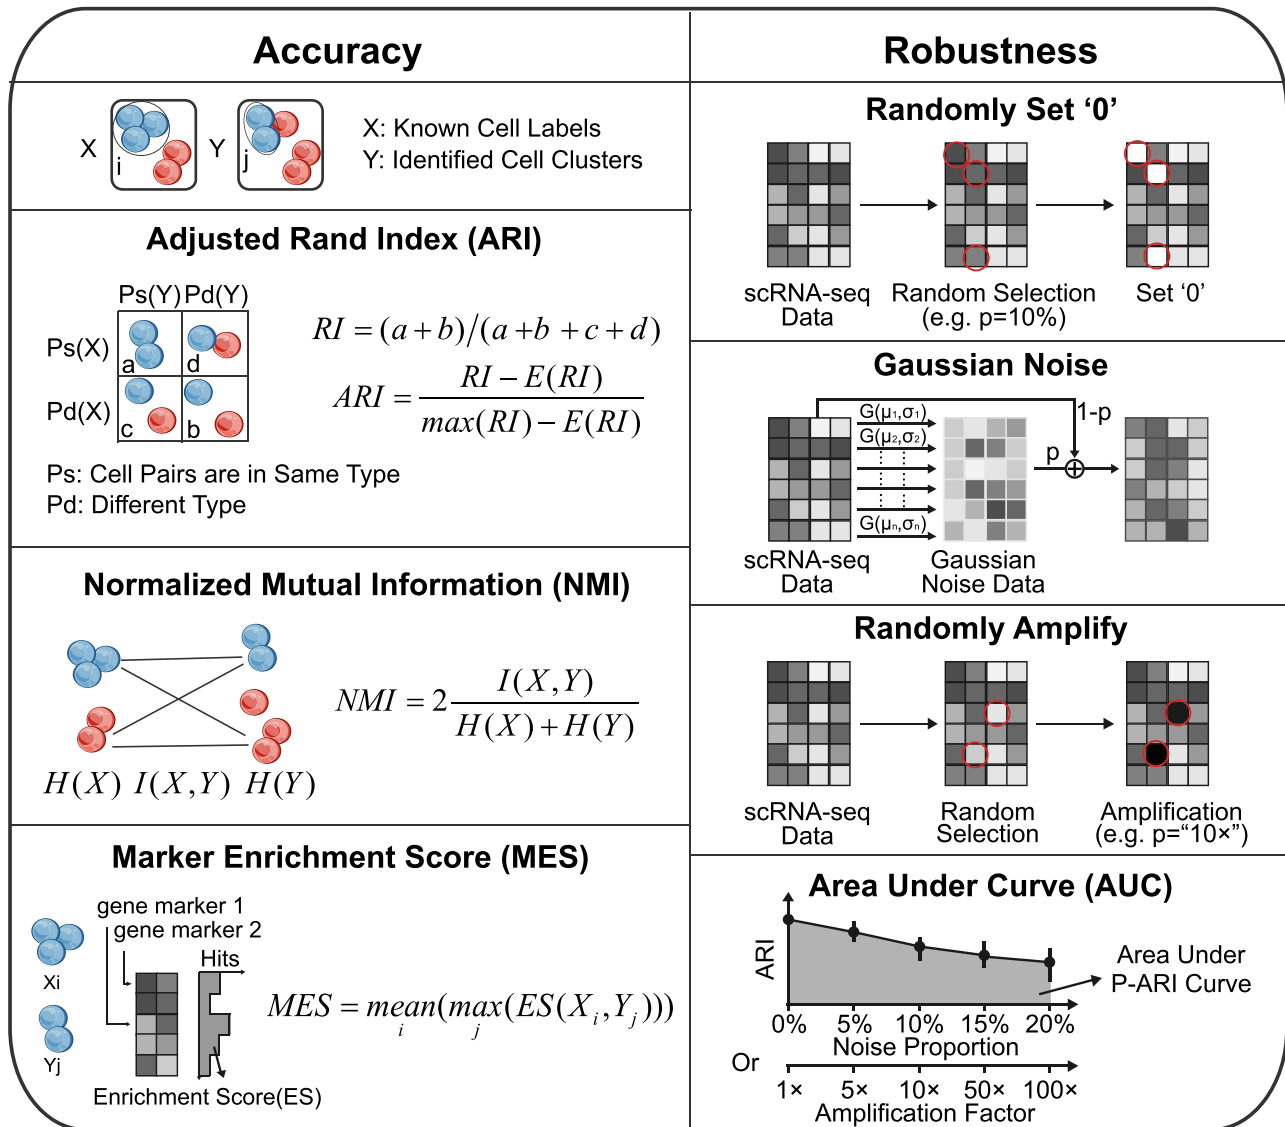 Accuracy
X
i
Y
j
X: Known Cell Labels
Y: Identified Cell Clusters
Adjusted Rand Index (ARI)
Ps(Y) Pd(Y)
Ps(X)
a
d
Pd(X)
c
b
RI = (a + b)/(a + b + c + d)
ARI = \frac{RI − E(RI)}{max(RI) − E(RI)}
Ps: Cell Pairs are in Same Type
Pd: Different Type
Normalized Mutual Information (NMI)
H(X) I(X,Y) H(Y)
NMI = 2 \frac{I(X,Y)}{H(X) + H(Y)}
Marker Enrichment Score (MES)
gene marker 1
gene marker 2
Hits
Xi
Yj
Enrichment Score(ES)
MES = mean_i(max_j(ES(X_i,Y_j)))
Robustness
Randomly Set ‘0’
scRNA-seq
Data
Random Selection
(e.g. p=10%)
Set ‘0’
Gaussian Noise
G(μ₁,σ₁)
G(μ₂,σ₂)
G(μₙ,σₙ)
1-p
p
+
scRNA-seq
Data
Gaussian
Noise Data
Randomly Amplify
scRNA-seq
Data
Random
Selection
Amplification
(e.g. p=“10×”)
Area Under Curve (AUC)
ARI
Area Under
P-ARI Curve
0% 5% 10% 15% 20%
Noise Proportion
Or
1× 5× 10× 50× 100×
Amplification Factor